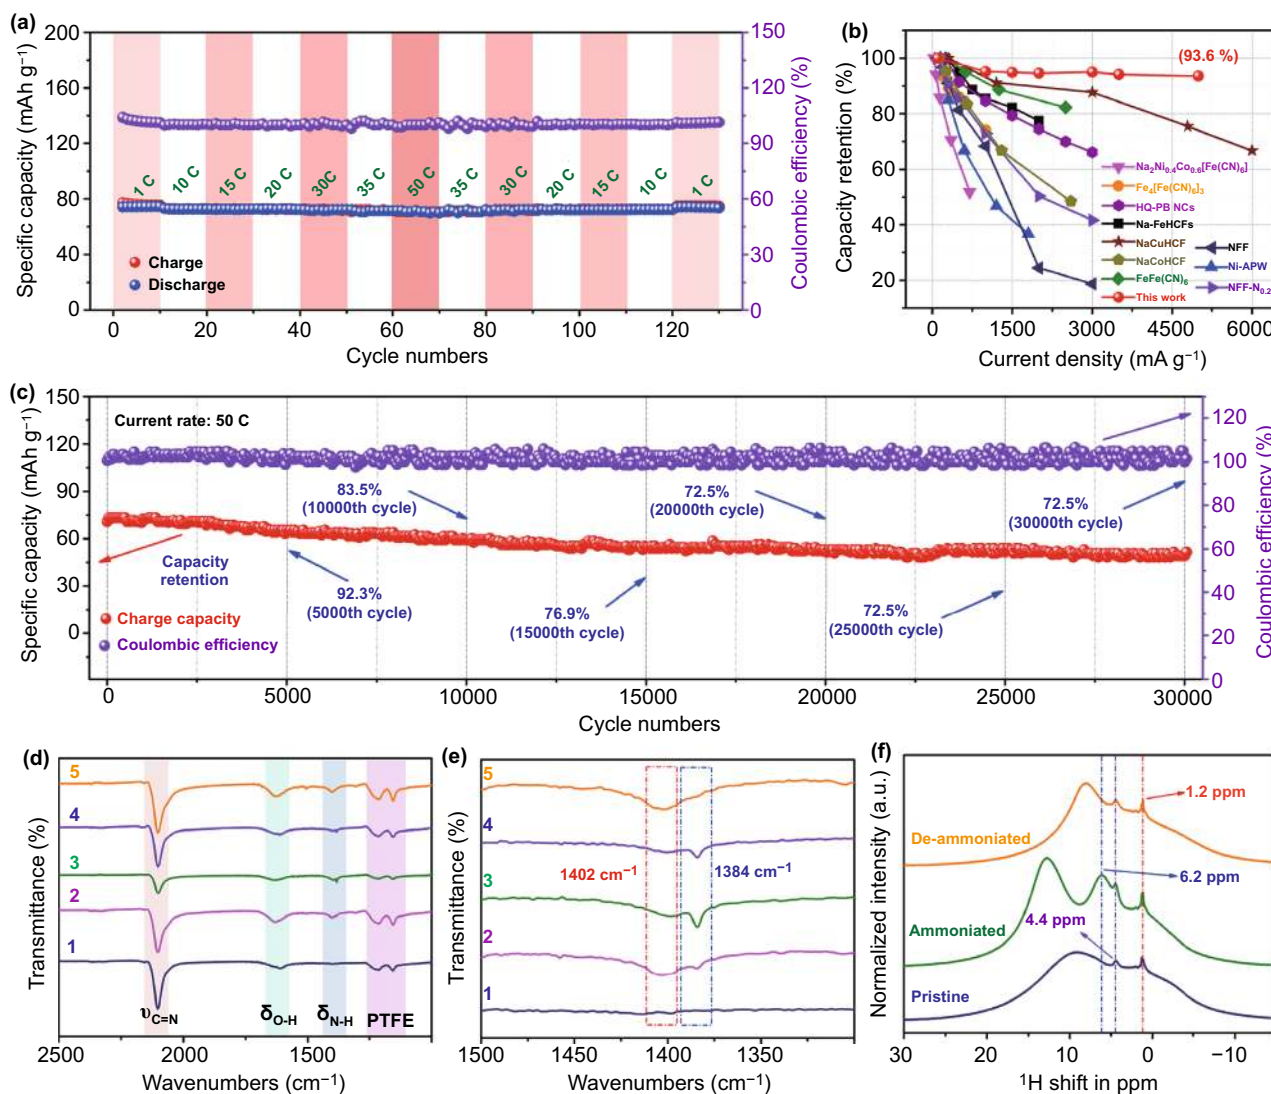 (a)
200
160
120
80
40
0
Specific capacity (mAh g⁻¹)
150
120
90
60
30
0
Coulombic efficiency (%)
1 C
10 C
15 C
20 C
30C
35 C
50 C
35 C
30 C
20 C
15 C
10 C
1 C
Charge
Discharge
0 20 40 60 80 100 120
Cycle numbers
(b)
100
80
60
40
20
Capacity retention (%)
(93.6 %)
Na₂Ni₀.₄Co₀.₆[Fe(CN)₆]
Fe₄[Fe(CN)₆]₃
HQ-PB NCs
Na-FeHCFs
NaCuHCF
NaCoHCF
FeFe(CN)₆
This work
NFF
Ni-APW
NFF-N₀.₂
0 1500 3000 4500 6000
Current density (mA g⁻¹)
(c)
150
120
90
60
30
0
Specific capacity (mAh g⁻¹)
Current rate: 50 C
83.5%
(10000th cycle)
72.5%
(20000th cycle)
72.5%
(30000th cycle)
Capacity
retention
92.3%
(5000th cycle)
76.9%
(15000th cycle)
72.5%
(25000th cycle)
Charge capacity
Coulombic efficiency
120
100
80
60
40
20
0
Coulombic efficiency (%)
0 5000 10000 15000 20000 25000 30000
Cycle numbers
(d)
Transmittance (%)
5
4
3
2
1
υC=N
δO-H
δN-H
PTFE
2500 2000 1500
Wavenumbers (cm⁻¹)
(e)
Transmittance (%)
5
4
3
2
1
1402 cm⁻¹
1384 cm⁻¹
1500 1450 1400 1350
Wavenumbers (cm⁻¹)
(f)
Normalized intensity (a.u.)
1.2 ppm
De-ammoniated
6.2 ppm
4.4 ppm
Ammoniated
Pristine
30 20 10 0 −10
¹H shift in ppm